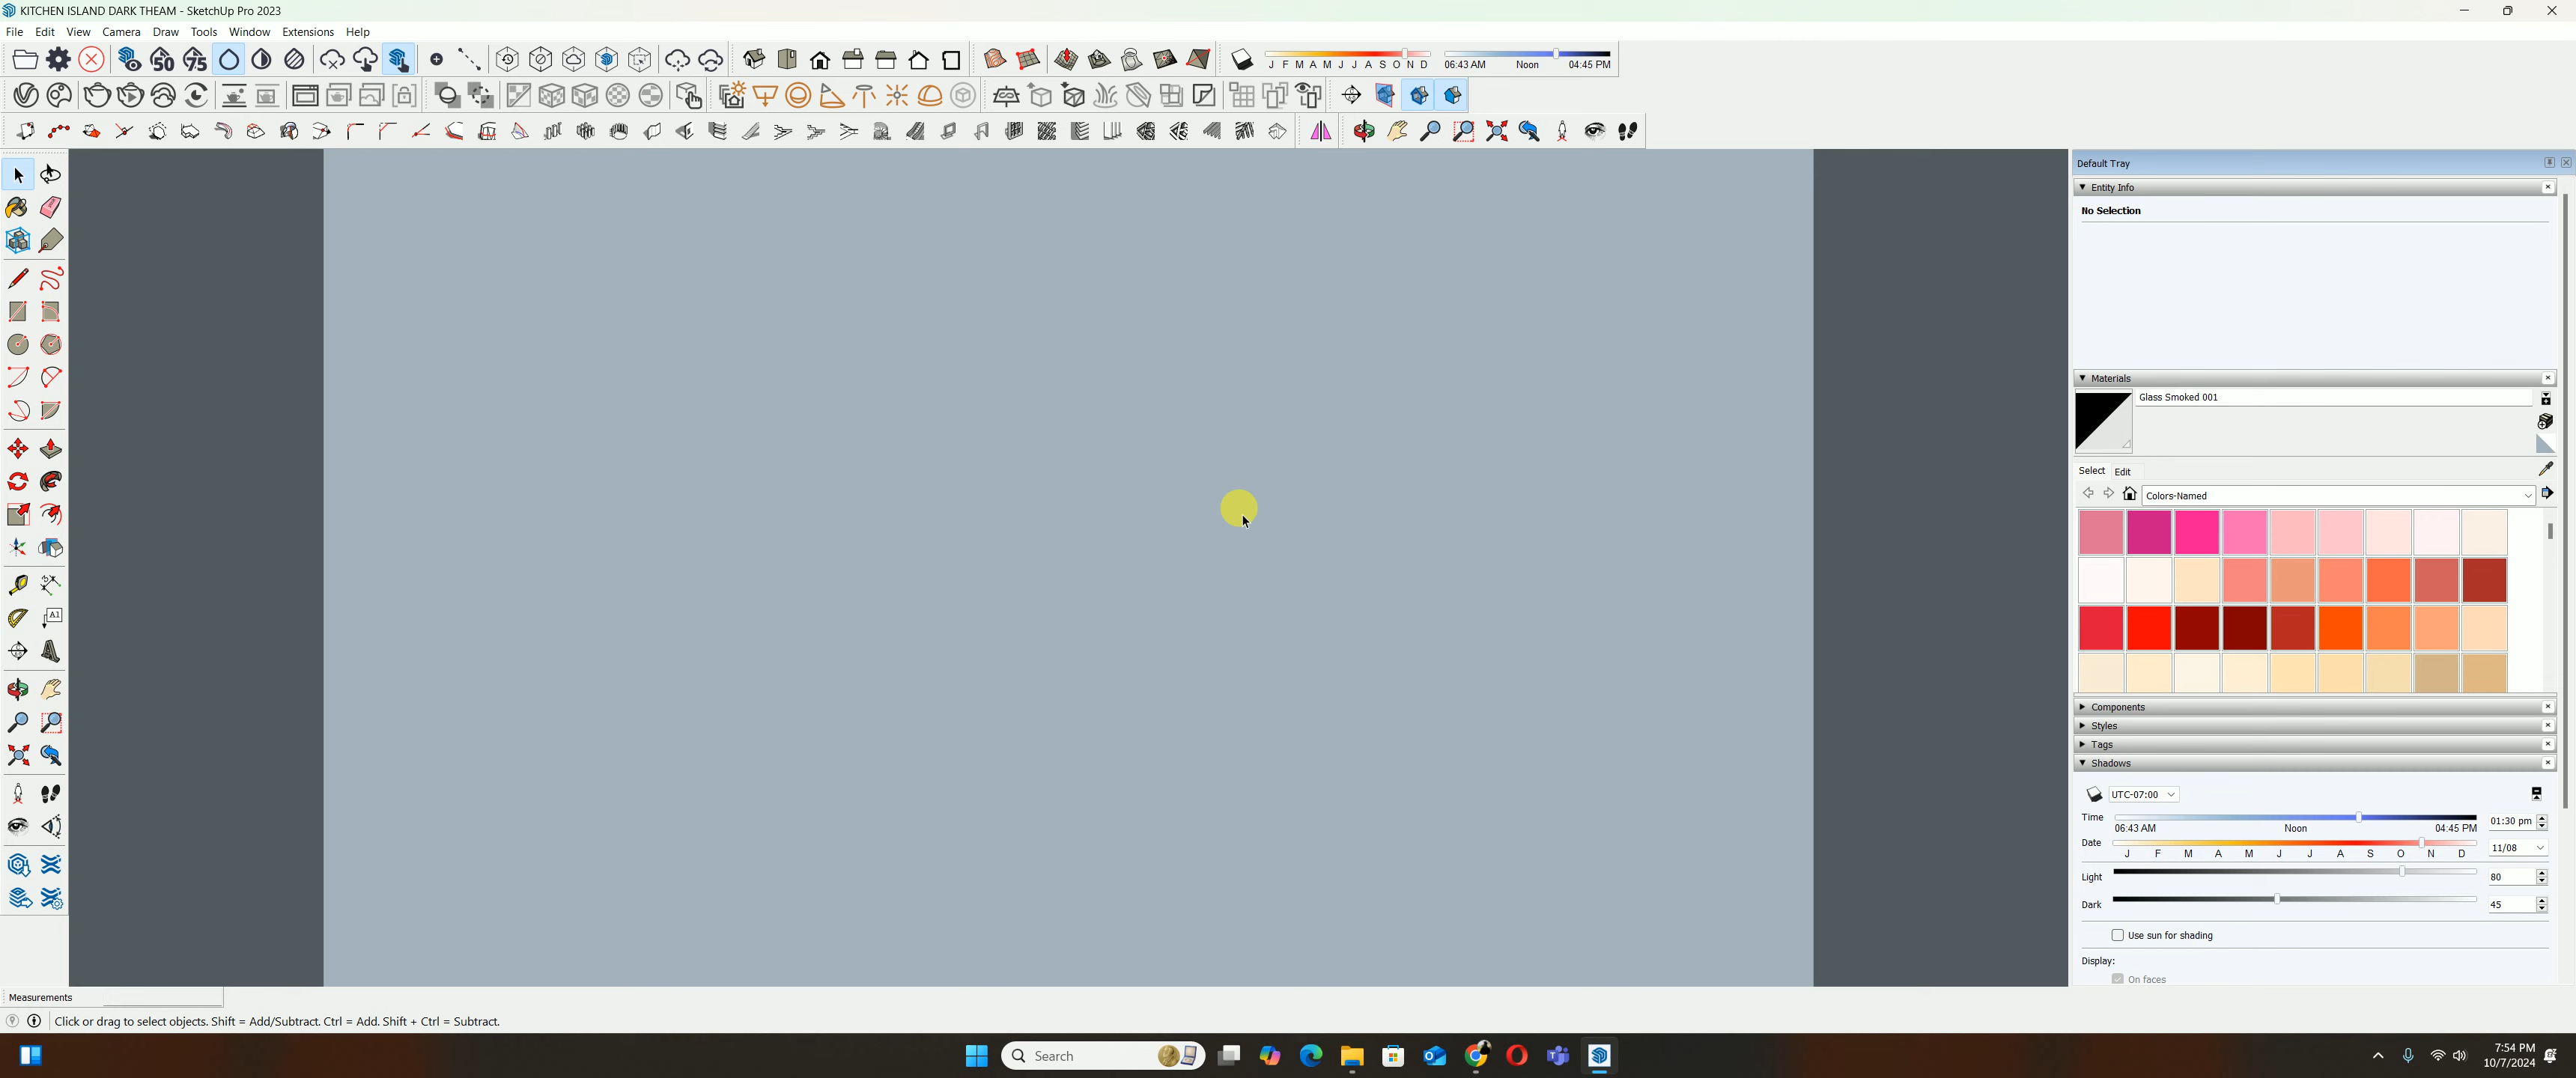 KITCHEN ISLAND DARK THEAM - SketchUp Pro 2023
File Edit View Camera Draw Tools Window Extensions Help
50 75
J F M A M J J A S O N D 06:43 AM Noon 04:45 PM
Default Tray
Entity Info
No Selection
Materials
Glass Smoked 001
Select Edit
Colors-Named
A1
Components
Styles
Tags
Shadows
UTC-07:00
Time 06:43 AM Noon 04:45 PM 01:30 pm
Date J F M A M J J A S O N D 11/08
Light 80
Dark 45
Use sun for shading
Display:
On faces
Measurements
Click or drag to select objects. Shift = Add/Subtract. Ctrl = Add. Shift + Ctrl = Subtract.
Search
7:54 PM
10/7/2024